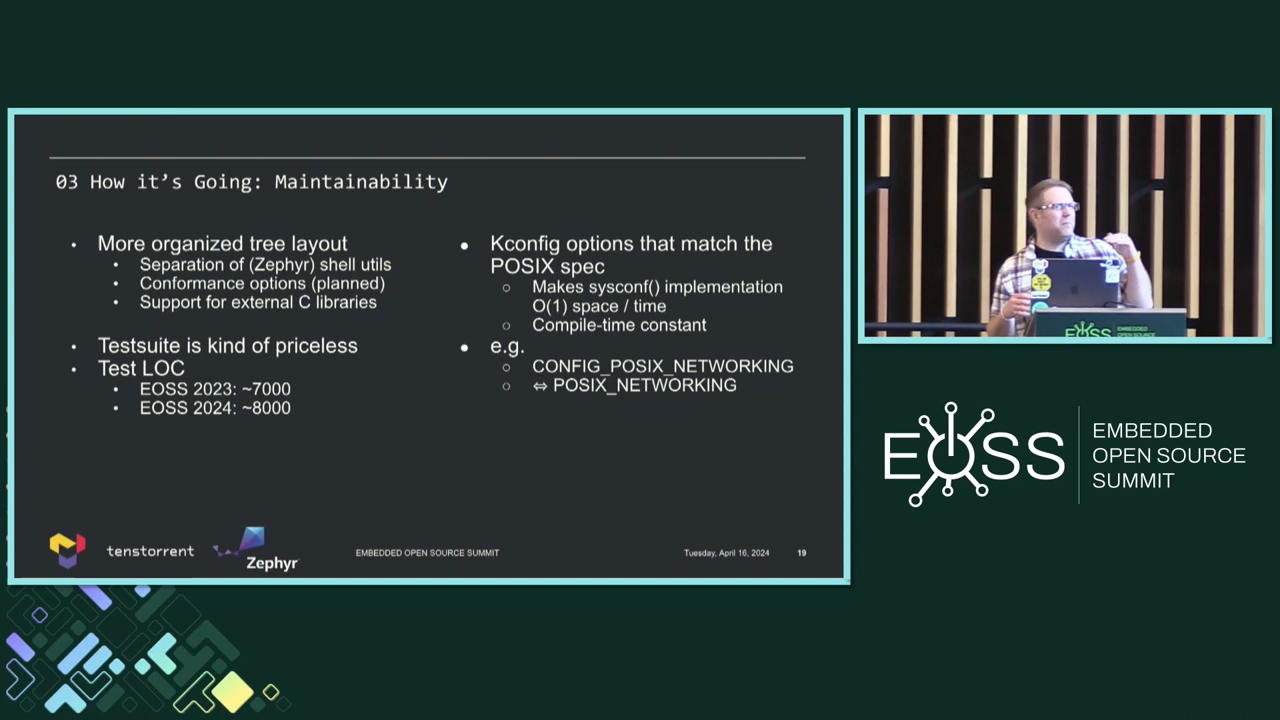 03 How it’s Going: Maintainability
• More organized tree layout
• Separation of (Zephyr) shell utils
• Conformance options (planned)
• Support for external C libraries
• Testsuite is kind of priceless
• Test LOC
• EOSS 2023: ~7000
• EOSS 2024: ~8000
● Kconfig options that match the
POSIX spec
○ Makes sysconf() implementation
O(1) space / time
○ Compile-time constant
● e.g.
○ CONFIG_POSIX_NETWORKING
○ ⇔ POSIX_NETWORKING
tenstorrent
Zephyr
EMBEDDED OPEN SOURCE SUMMIT
Tuesday, April 16, 2024
19
EOSS
EOSS
EMBEDDED
OPEN SOURCE
SUMMIT